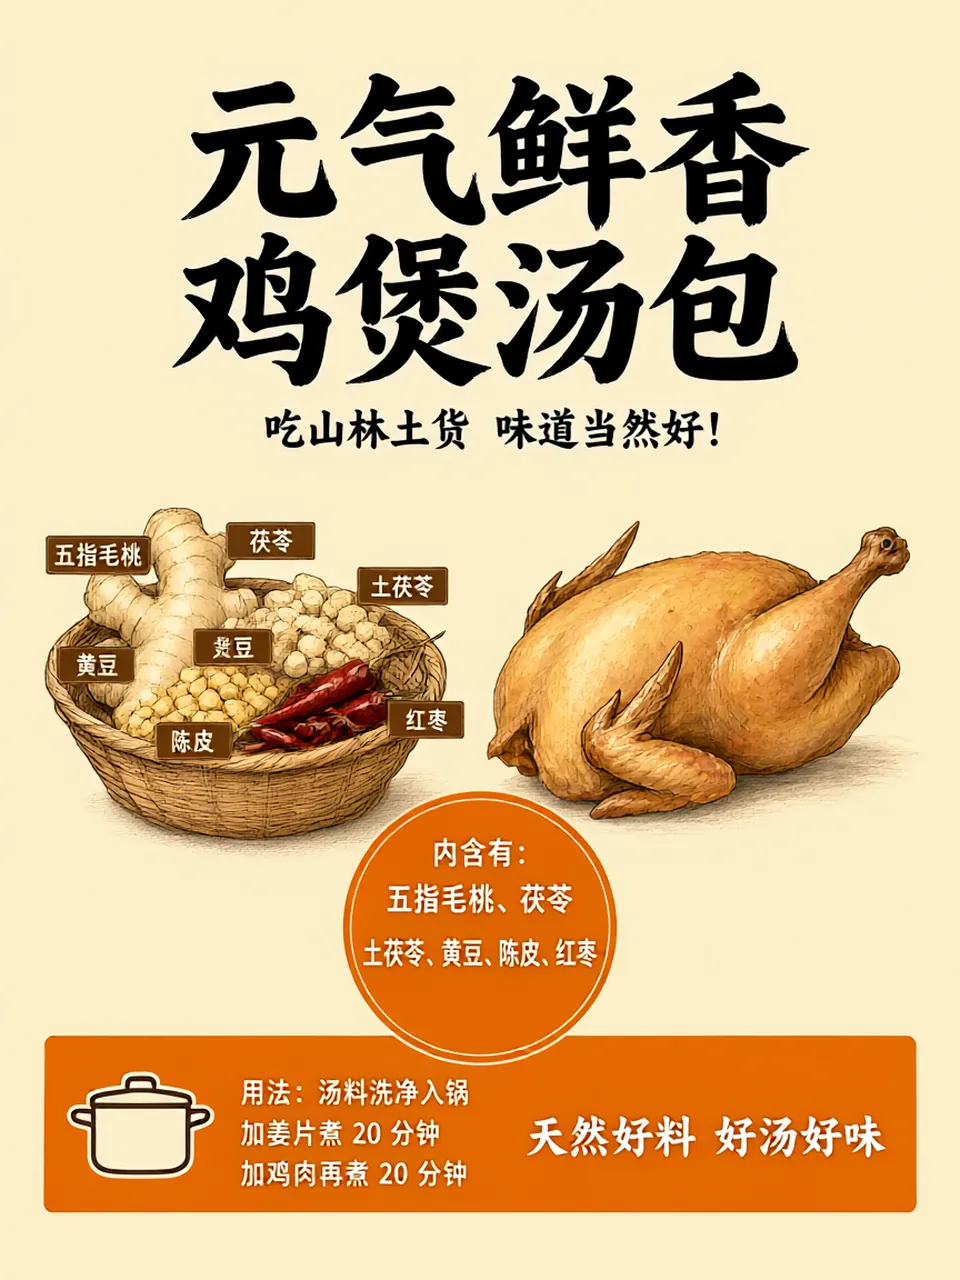 元气鲜香
鸡煲汤包
吃山林土货 味道当然好！
五指毛桃
茯苓
土茯苓
黄豆
豆
陈皮
红枣
内含有：
五指毛桃、茯苓
土茯苓、黄豆、陈皮、红枣
用法：汤料洗净入锅
加姜片煮 20 分钟
加鸡肉再煮 20 分钟
天然好料 好汤好味